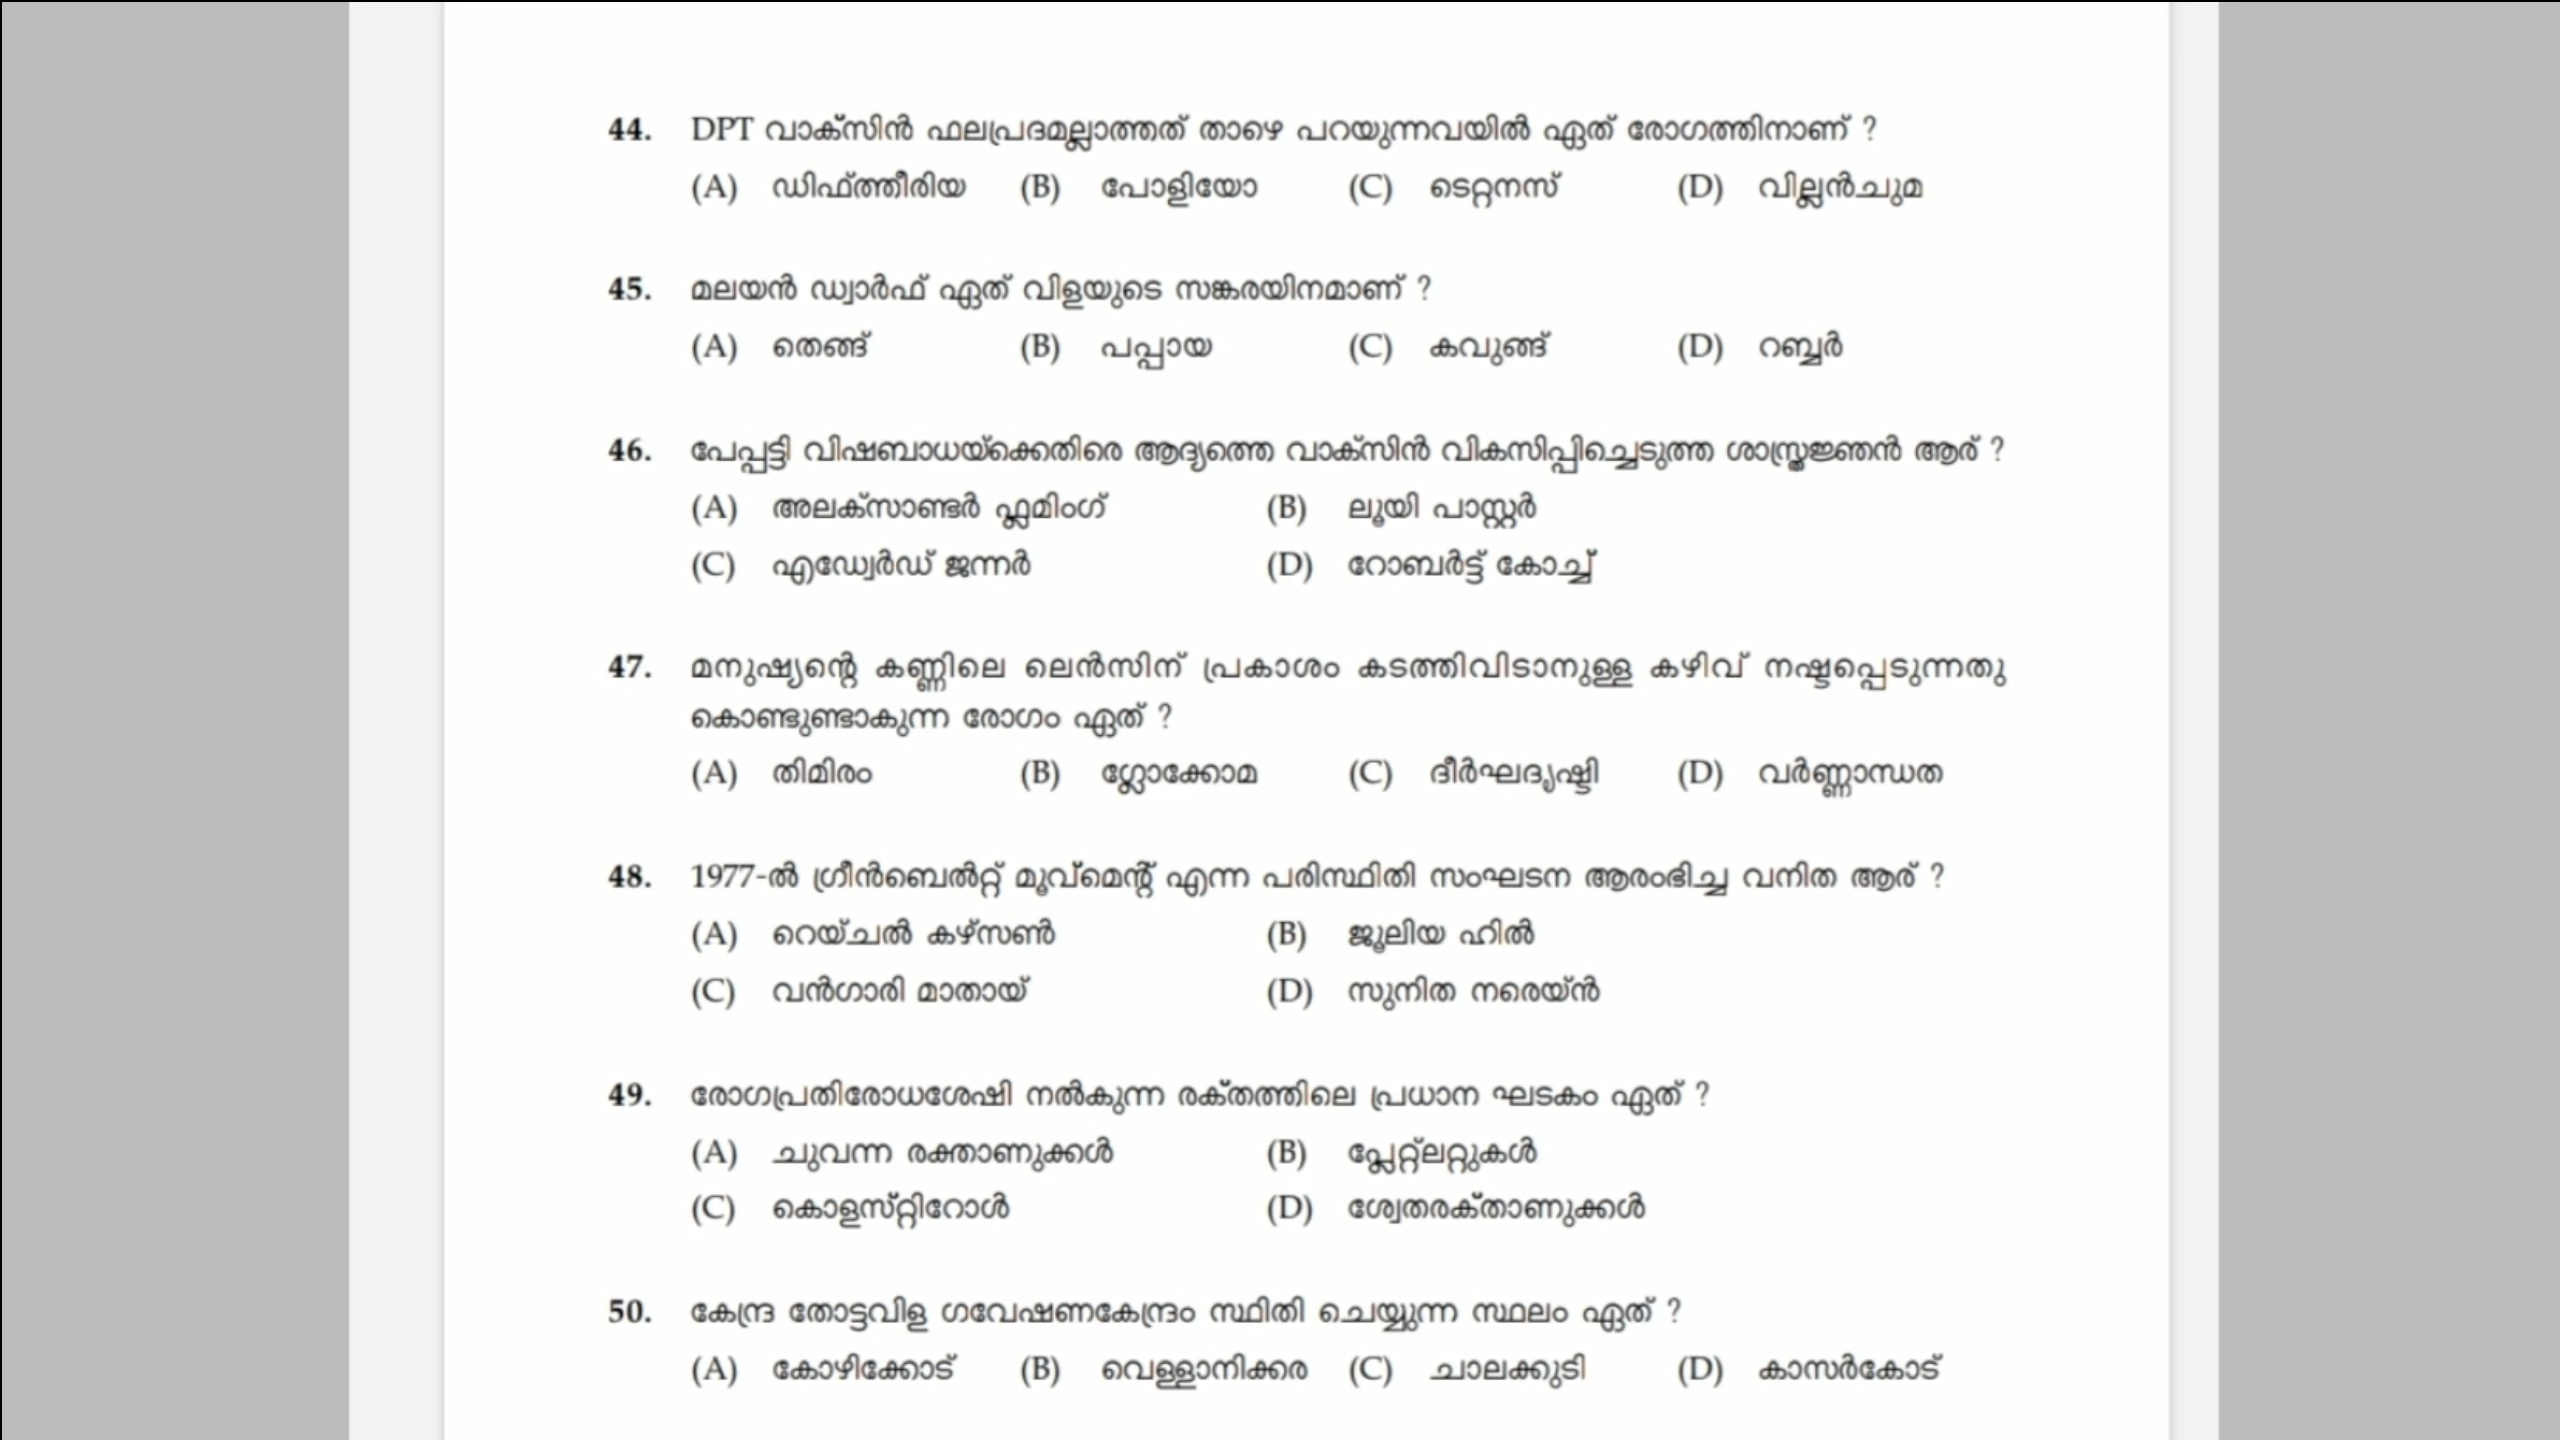 44. DPT വാക്സിൻ ഫലപ്രദമല്ലാത്തത് താഴെ പറയുന്നവയിൽ ഏത് രോഗത്തിനാണ് ?
(A) ഡിഫ്ത്തീരിയ (B) പോളിയോ (C) ടെറ്റനസ് (D) വില്ലൻചുമ
45. മലയൻ ഡ്വാർഫ് ഏത് വിളയുടെ സങ്കരയിനമാണ് ?
(A) തെങ്ങ് (B) പപ്പായ (C) കവുങ്ങ് (D) റബ്ബർ
46. പേപ്പട്ടി വിഷബാധയ്ക്കെതിരെ ആദ്യത്തെ വാക്സിൻ വികസിപ്പിച്ചെടുത്ത ശാസ്ത്രജ്ഞൻ ആര് ?
(A) അലക്സാണ്ടർ ഫ്ലമിംഗ് (B) ലൂയി പാസ്റ്റർ
(C) എഡ്വേർഡ് ജന്നർ (D) റോബർട്ട് കോച്ച്
47. മനുഷ്യന്റെ കണ്ണിലെ ലെൻസിന് പ്രകാശം കടത്തിവിടാനുള്ള കഴിവ് നഷ്ടപ്പെടുന്നതു
കൊണ്ടുണ്ടാകുന്ന രോഗം ഏത് ?
(A) തിമിരം (B) ഗ്ലോക്കോമ (C) ദീർഘദൃഷ്ടി (D) വർണ്ണാന്ധത
48. 1977-ൽ ഗ്രീൻബെൽറ്റ് മൂവ്മെന്റ് എന്ന പരിസ്ഥിതി സംഘടന ആരംഭിച്ച വനിത ആര് ?
(A) റെയ്ചൽ കഴ്സൺ (B) ജൂലിയ ഹിൽ
(C) വൻഗാരി മാതായ് (D) സുനിത നരെയ്ൻ
49. രോഗപ്രതിരോധശേഷി നൽകുന്ന രക്തത്തിലെ പ്രധാന ഘടകം ഏത് ?
(A) ചുവന്ന രക്താണുക്കൾ (B) പ്ലേറ്റ്ലറ്റുകൾ
(C) കൊളസ്റ്റിറോൾ (D) ശ്വേതരക്താണുക്കൾ
50. കേന്ദ്ര തോട്ടവിള ഗവേഷണകേന്ദ്രം സ്ഥിതി ചെയ്യുന്ന സ്ഥലം ഏത് ?
(A) കോഴിക്കോട് (B) വെള്ളാനിക്കര (C) ചാലക്കുടി (D) കാസർകോട്